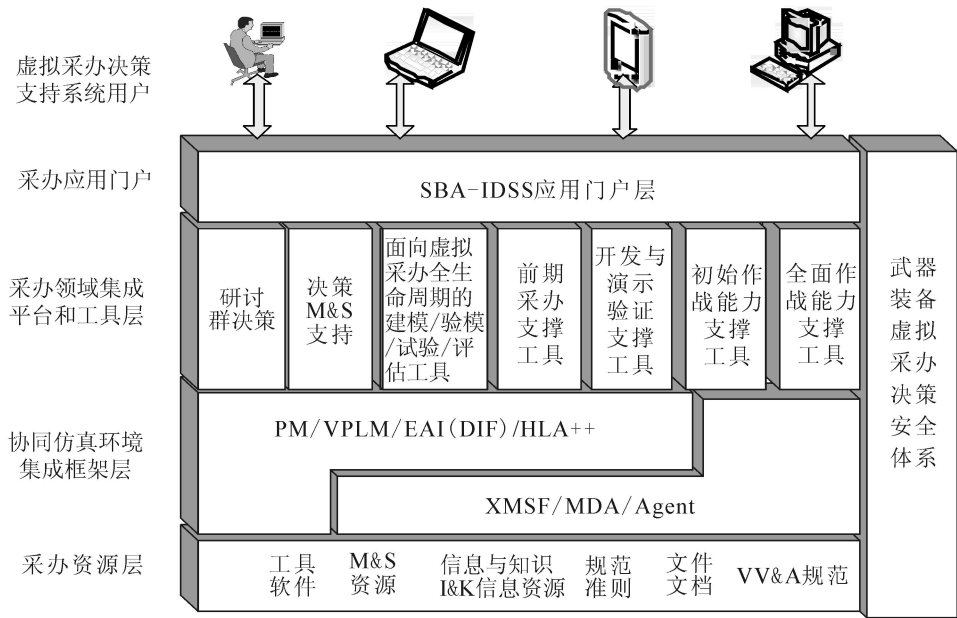 虚拟采办决策
支持系统用户
采办应用门户
SBA-IDSS应用门户层
采办领域集成
平台和工具层
研讨
群决策
决策
M&S
支持
面向虚拟
采办全生
命周期的
建模/验模
/试验/评
估工具
前期
采办
支撑
工具
开发与
演示
验证
支撑
工具
初始作
战能力
支撑
工具
全面作
战能力
支撑
工具
协同仿真环境
集成框架层
PM/VPLM/EAI(DIF)/HLA++
XMSF/MDA/Agent
采办资源层
工具
软件
M&S
资源
信息与知识
I&K信息资源
规范
准则
文件
文档
VV&A规范
武器
装备
虚拟
采办
决策
安全
体系